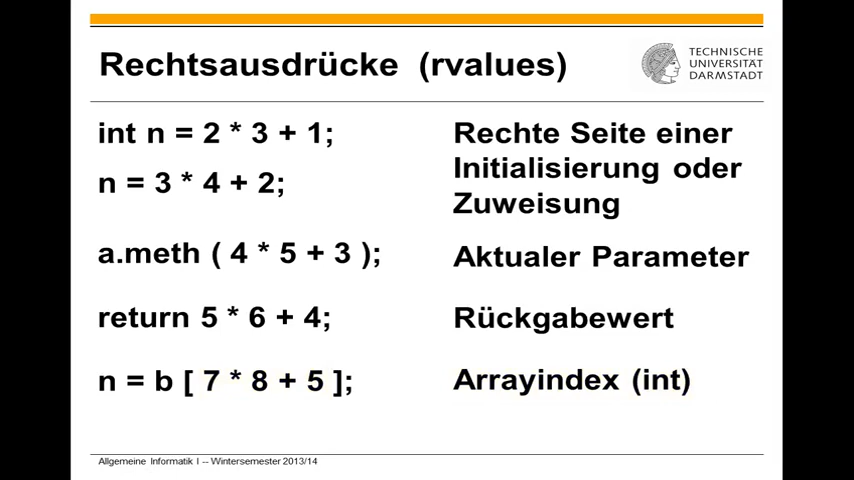 Rechtsausdrücke (rvalues)
TECHNISCHE
UNIVERSITÄT
DARMSTADT
int n = 2 * 3 + 1;
n = 3 * 4 + 2;
Rechte Seite einer
Initialisierung oder
Zuweisung
a.meth ( 4 * 5 + 3 );
Aktualer Parameter
return 5 * 6 + 4;
Rückgabewert
n = b [ 7 * 8 + 5 ];
Arrayindex (int)
Allgemeine Informatik I -- Wintersemester 2013/14